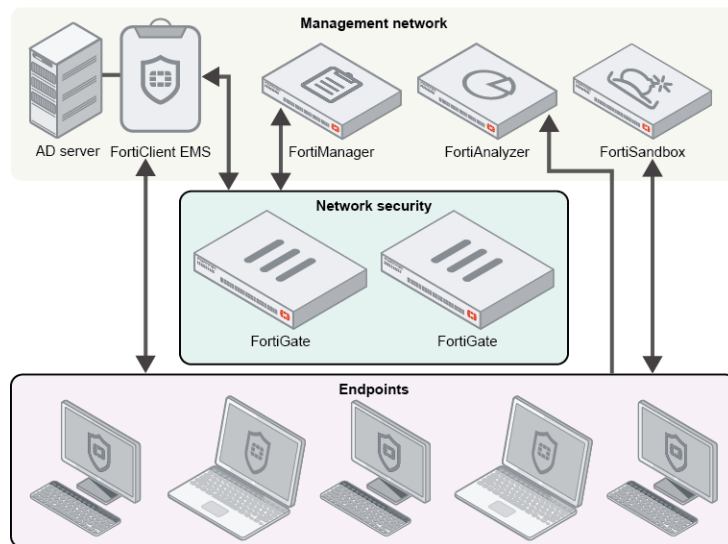 Management network
AD server
FortiClient EMS
FortiManager
FortiAnalyzer
FortiSandbox
Network security
FortiGate
FortiGate
Endpoints